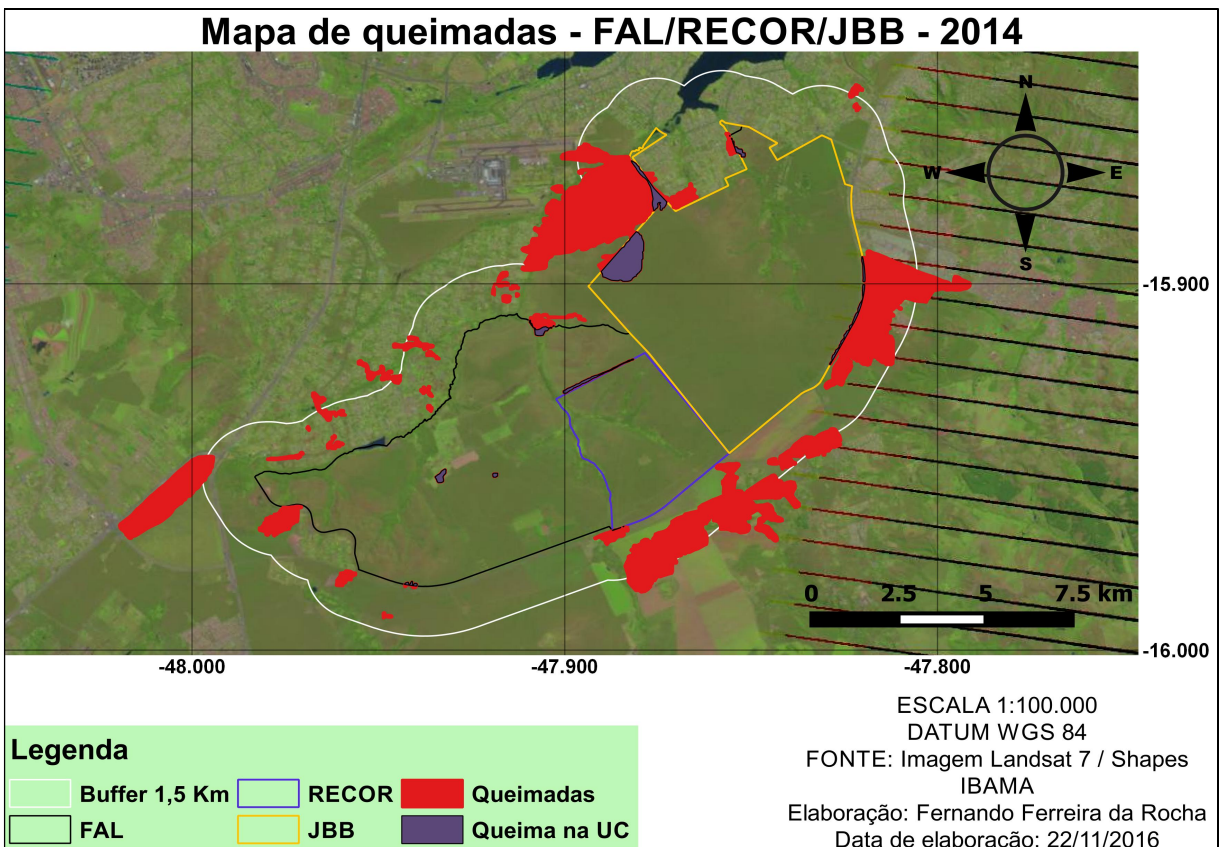 Mapa de queimadas - FAL/RECOR/JBB - 2014
N
W
E
S
-15.900
0 2.5 5 7.5 km
-16.000
-48.000 -47.900 -47.800
ESCALA 1:100.000
DATUM WGS 84
FONTE: Imagem Landsat 7 / Shapes
IBAMA
Elaboração: Fernando Ferreira da Rocha
Data de elaboração: 22/11/2016
Legenda
Buffer 1,5 Km RECOR Queimadas
FAL JBB Queima na UC